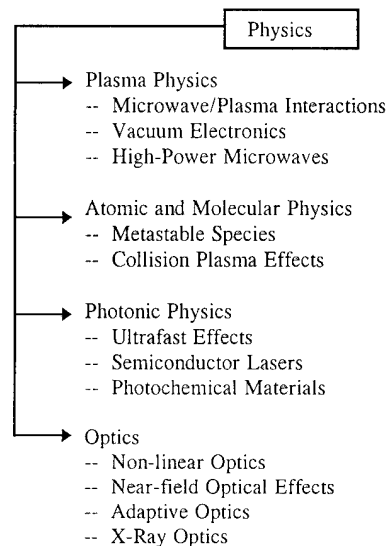 Physics
Plasma Physics
-- Microwave/Plasma Interactions
-- Vacuum Electronics
-- High-Power Microwaves
Atomic and Molecular Physics
-- Metastable Species
-- Collision Plasma Effects
Photonic Physics
-- Ultrafast Effects
-- Semiconductor Lasers
-- Photochemical Materials
Optics
-- Non-linear Optics
-- Near-field Optical Effects
-- Adaptive Optics
-- X-Ray Optics